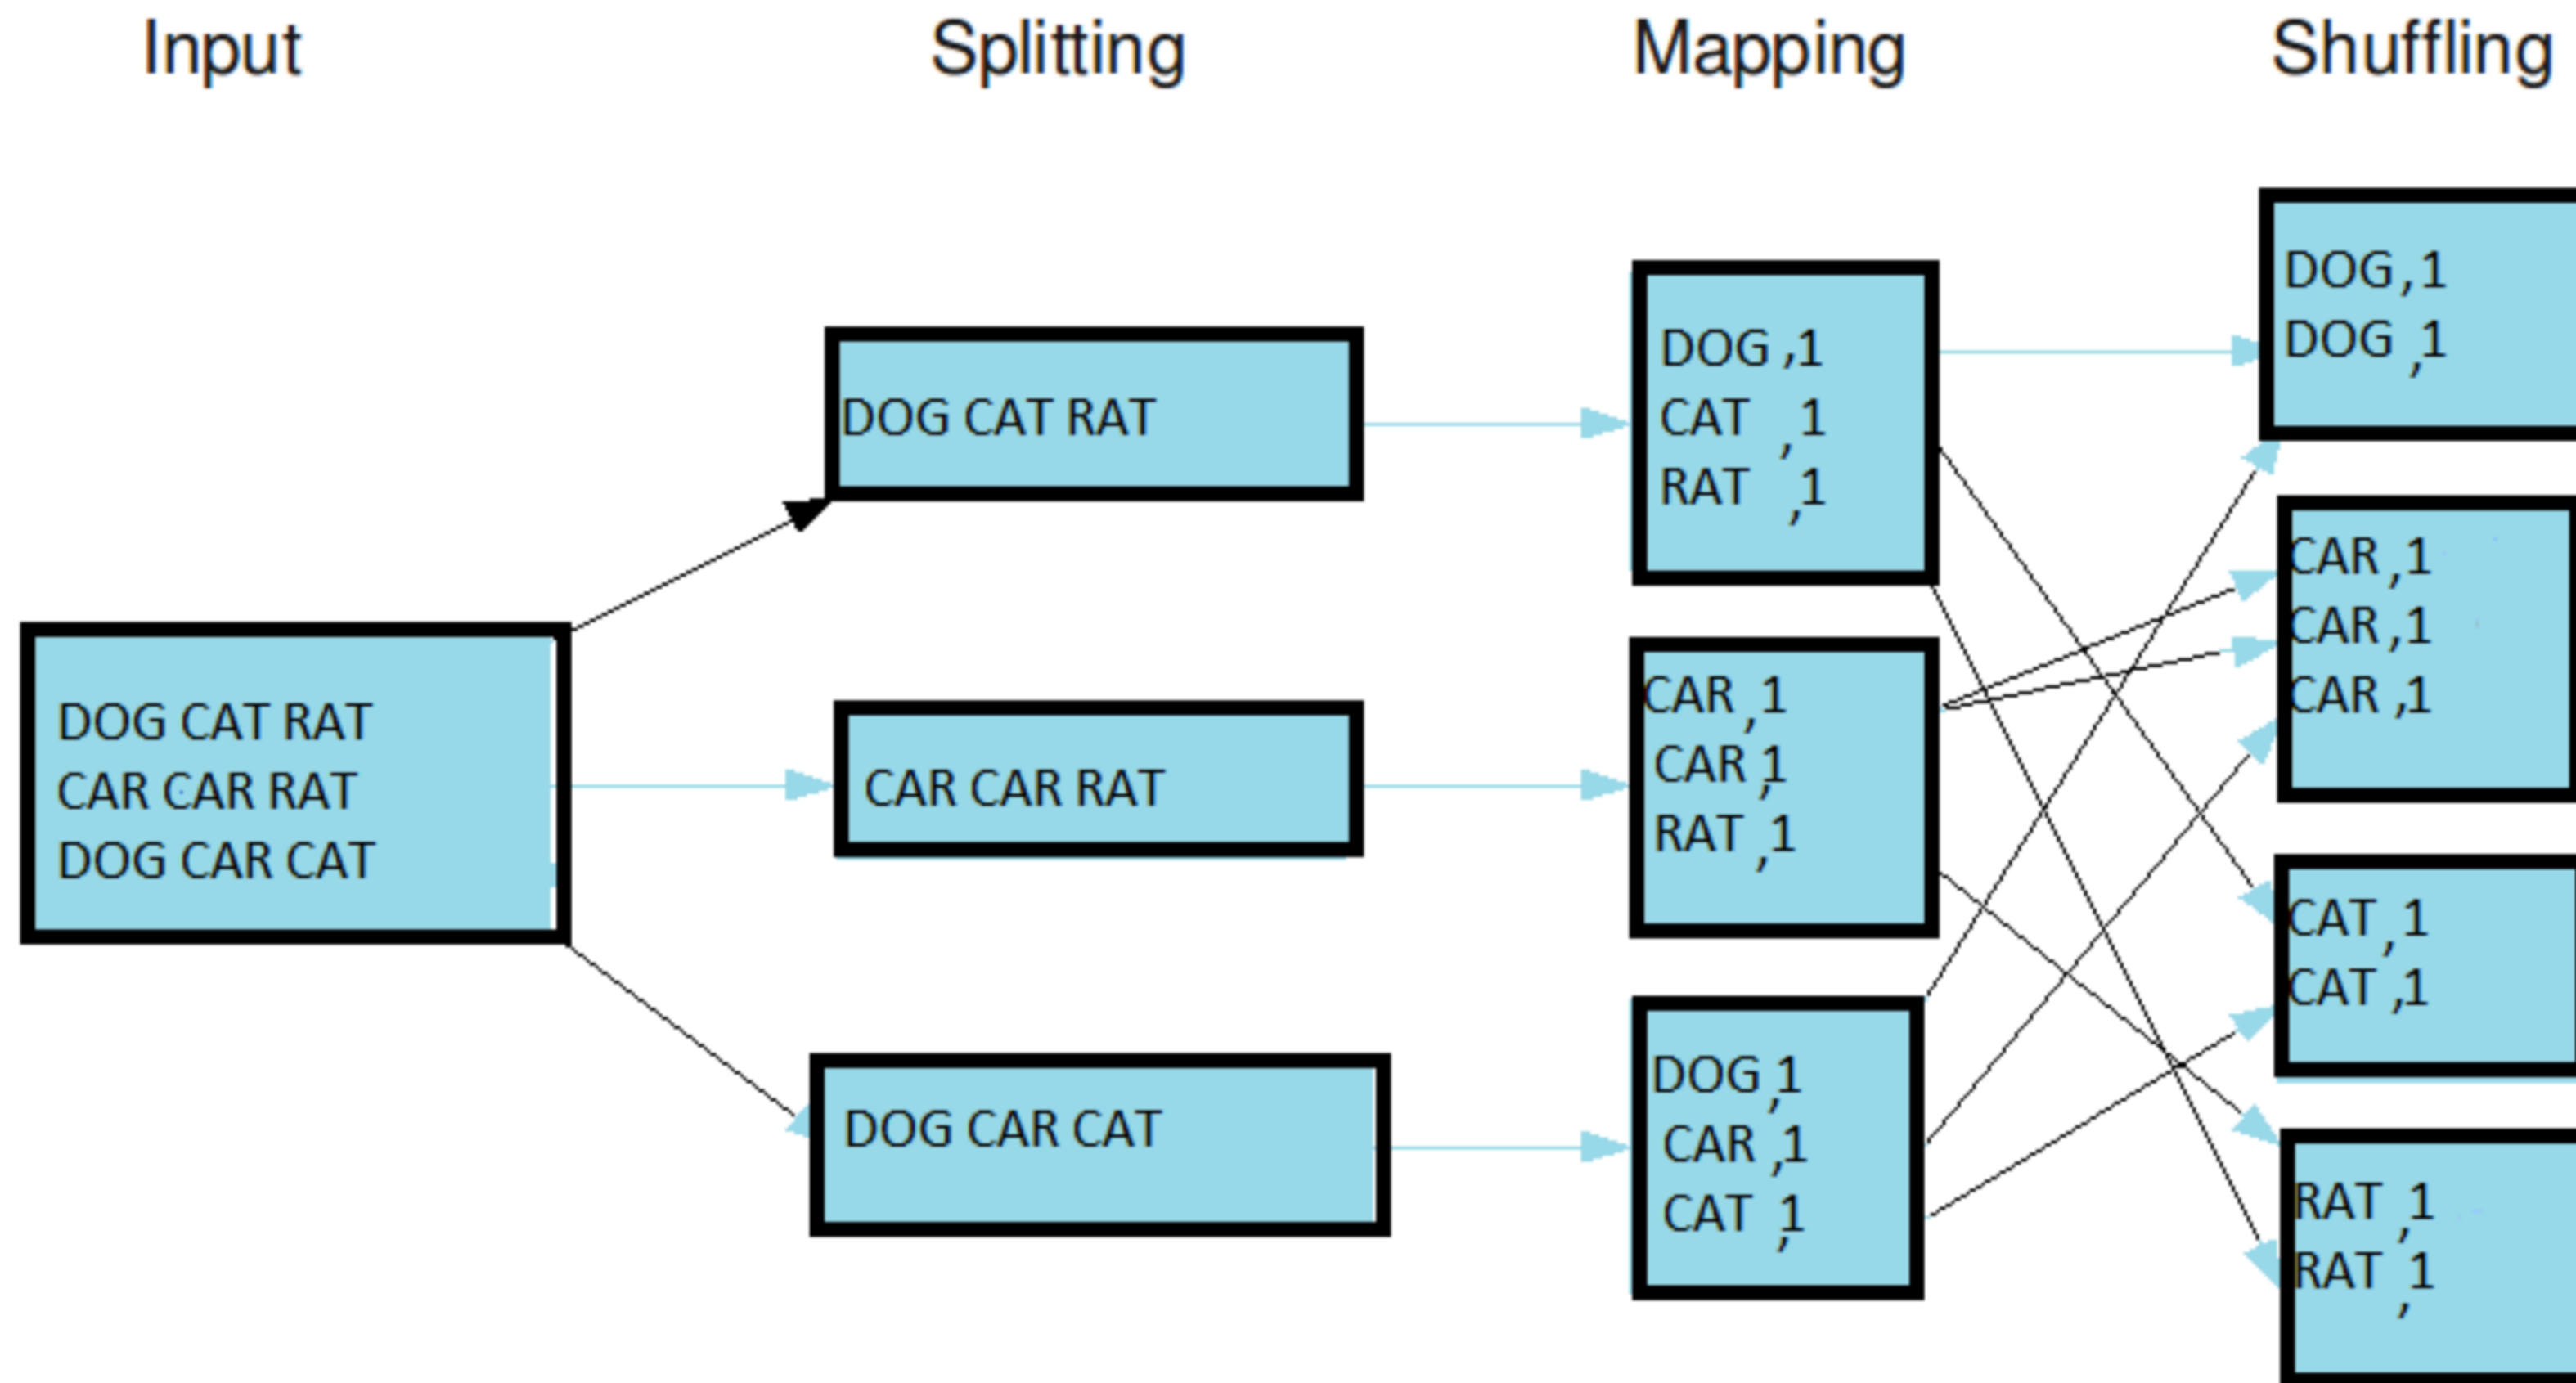 Input
Splitting
Mapping
Shuffling
DOG CAT RAT
CAR CAR RAT
DOG CAR CAT
DOG CAT RAT
CAR CAR RAT
DOG CAR CAT
DOG ,1
CAT ,1
RAT ,1
CAR ,1
CAR ,1
RAT ,1
DOG ,1
CAR ,1
CAT ,1
DOG ,1
DOG ,1
CAR ,1
CAR ,1
CAR ,1
CAT ,1
CAT ,1
RAT ,1
RAT ,1